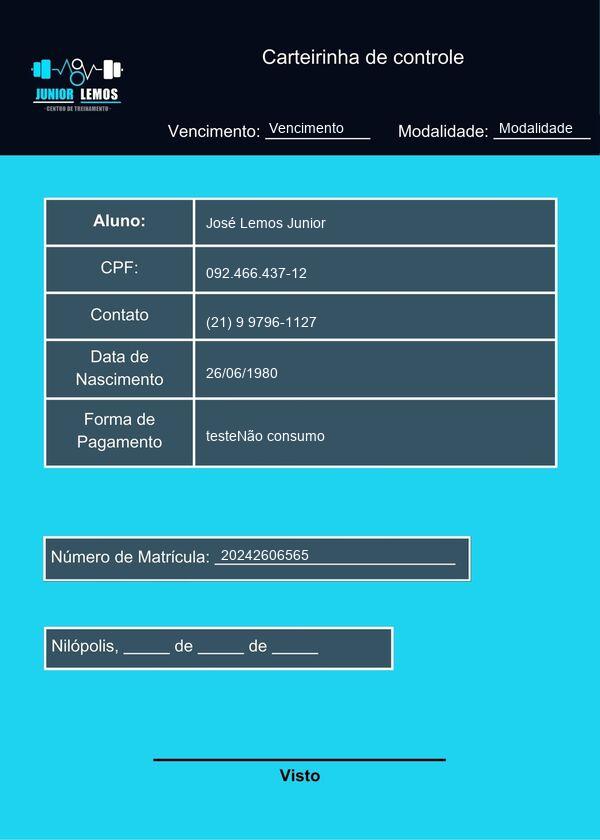 Carteirinha de controle
JUNIOR LEMOS
CENTRO DE TREINAMENTO
Vencimento: Vencimento Modalidade: Modalidade
Aluno: José Lemos Junior
CPF: 092.466.437-12
Contato (21) 9 9796-1127
Data de
Nascimento 26/06/1980
Forma de
Pagamento testeNão consumo
Número de Matrícula: 20242606565
Nilópolis, _____ de _____ de _____
Visto